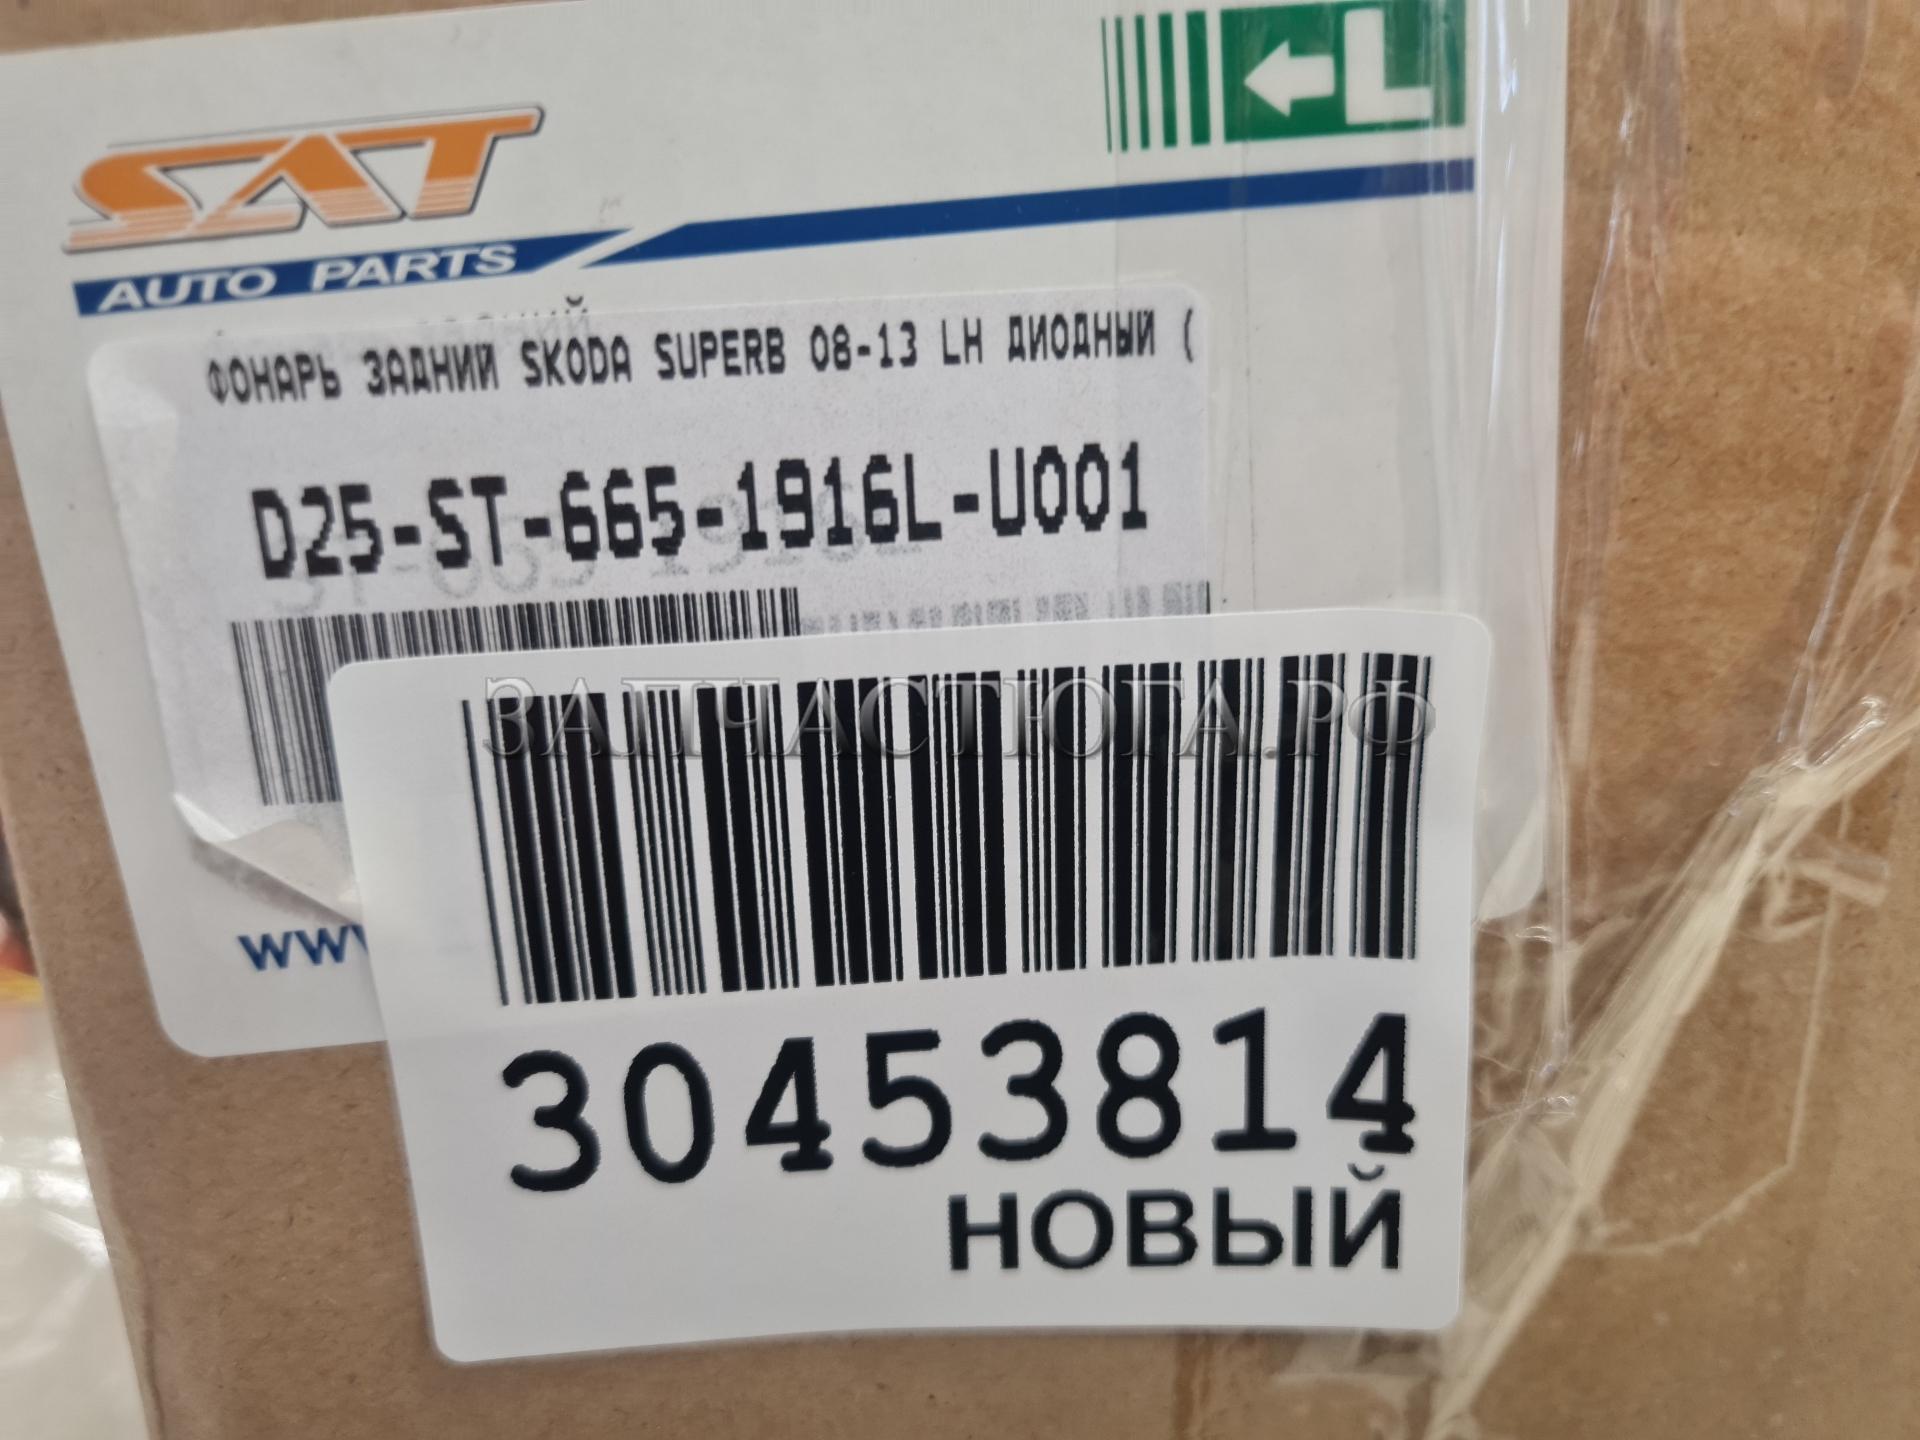 L
SAT
AUTO PARTS
ФОНАРЬ ЗАДНИЙ SKODA SUPERB 08-13 LH ДИОДНЫЙ (
D25-ST-665-1916L-U001
ЗАПЧАСТЮГА.РФ
www
30453814
НОВЫЙ